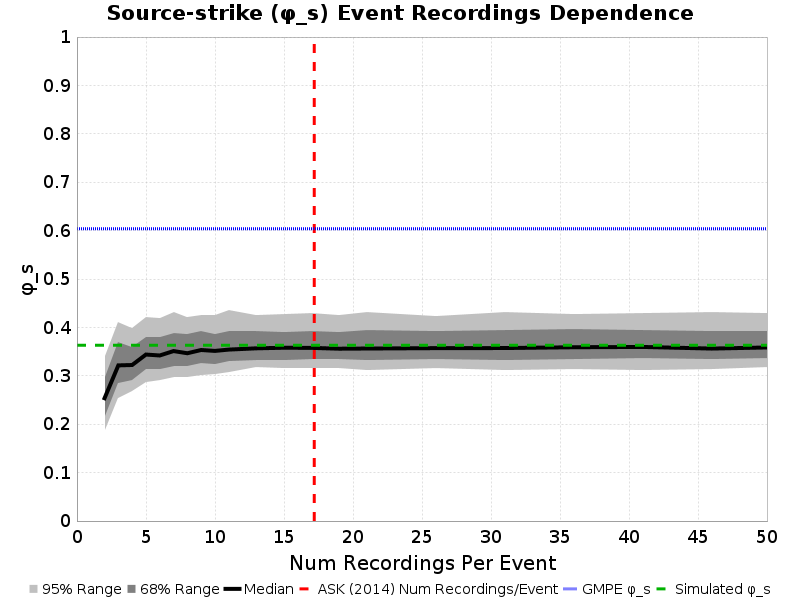 Source-strike (φ_s) Event Recordings Dependence
1
0.9
0.8
0.7
0.6
0.5
0.4
0.3
0.2
0.1
0
φ_s
0 5 10 15 20 25 30 35 40 45 50
Num Recordings Per Event
95% Range 68% Range Median ASK (2014) Num Recordings/Event GMPE φ_s Simulated φ_s